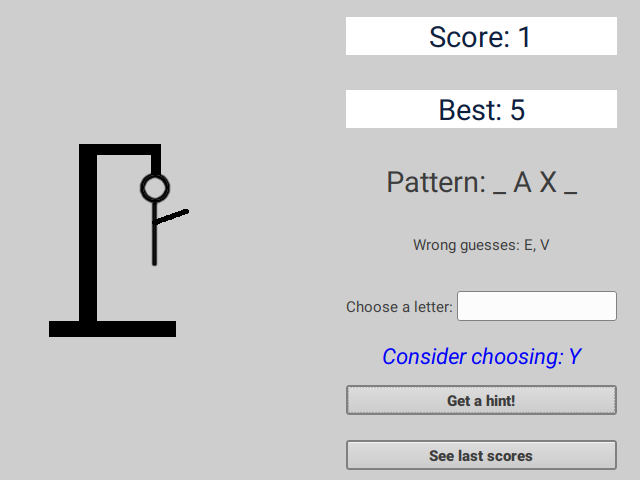 Score: 1
Best: 5
Pattern: _ A X _
Wrong guesses: E, V
Choose a letter:
Consider choosing: Y
Get a hint!
See last scores